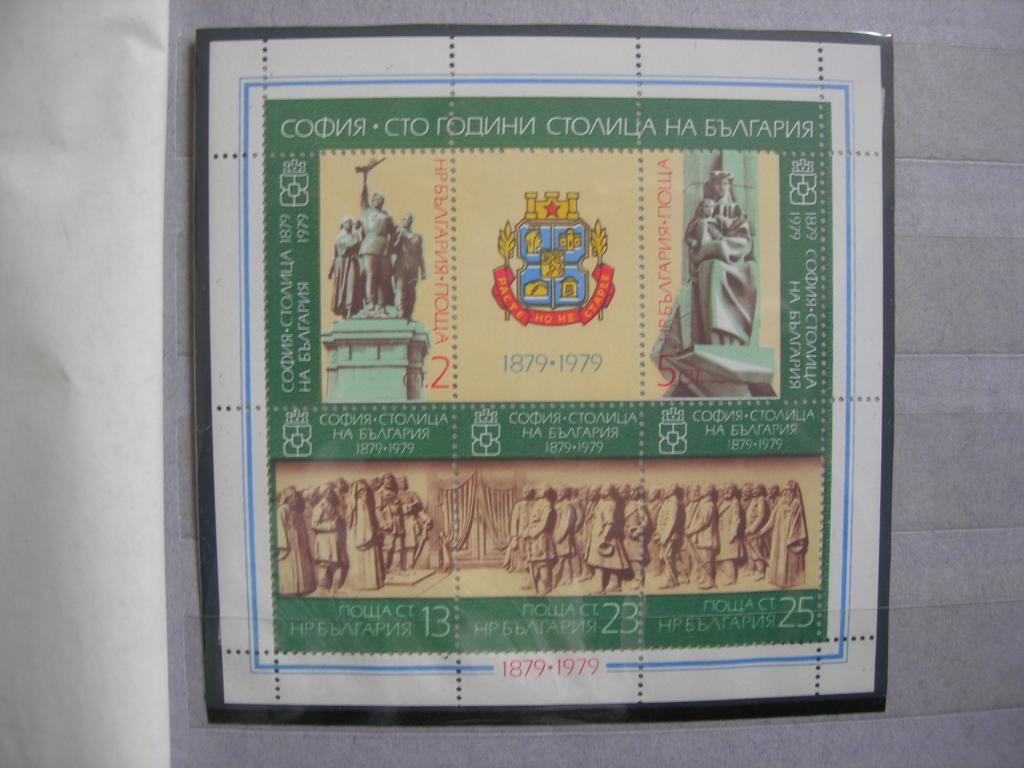 СОФИЯ · СТО ГОДИНИ СТОЛИЦА НА БЪЛГАРИЯ
СОФИЯ · СТОЛИЦА 1879
НА БЪЛГАРИЯ 1979
НР БЪЛГАРИЯ · ПОЩА
СТ. 2
РАСТЕ НО НЕ СТАРЕЕ
1879 · 1979
НР БЪЛГАРИЯ · ПОЩА
5 СТ.
1879 СОФИЯ · СТОЛИЦА
1979 НА БЪЛГАРИЯ
СОФИЯ · СТОЛИЦА
НА БЪЛГАРИЯ
1879 · 1979
СОФИЯ · СТОЛИЦА
НА БЪЛГАРИЯ
1879 · 1979
СОФИЯ · СТОЛИЦА
НА БЪЛГАРИЯ
1879 · 1979
ПОЩА СТ. 13
НР БЪЛГАРИЯ
ПОЩА СТ. 23
НР БЪЛГАРИЯ
ПОЩА СТ. 25
НР БЪЛГАРИЯ
1879 · 1979